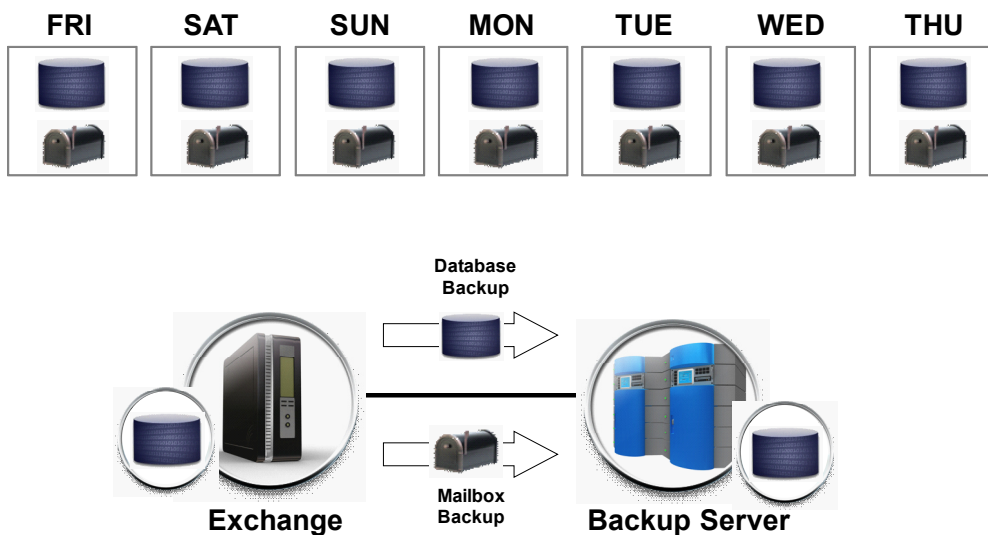 FRI SAT SUN MON TUE WED THU
Database
Backup
Mailbox
Backup
Exchange
Backup Server